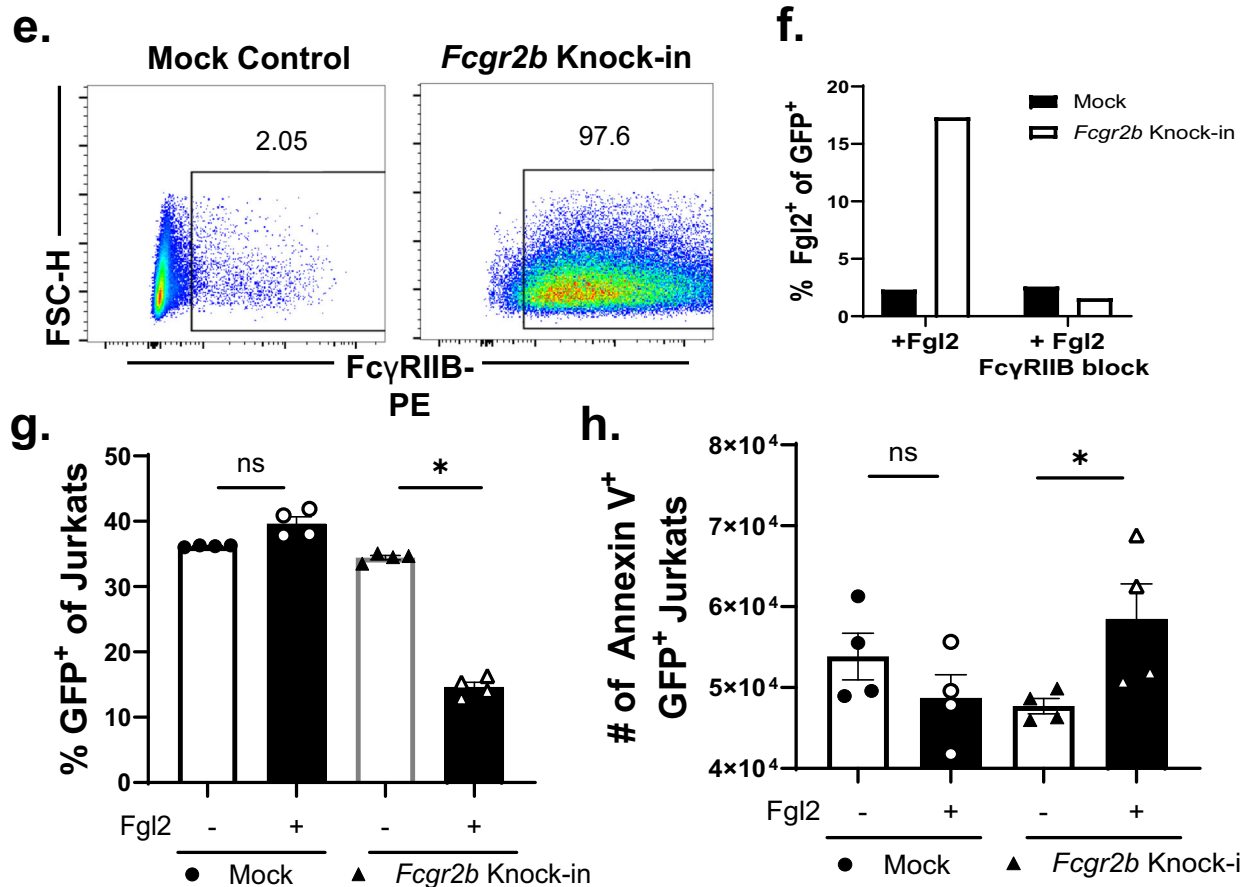 e.
Mock Control
Fcgr2b Knock-in
2.05
97.6
FSC-H
FcγRIIB-
PE
f.
% Fgl2⁺ of GFP⁺
20
15
10
5
0
Mock
Fcgr2b Knock-in
+Fgl2
+ Fgl2
FcγRIIB block
g.
% GFP⁺ of Jurkats
50
40
30
20
10
0
ns
*
Fgl2 - + - +
Mock
Fcgr2b Knock-in
h.
# of Annexin V⁺
GFP⁺ Jurkats
8×10⁴
7×10⁴
6×10⁴
5×10⁴
4×10⁴
ns
*
Fgl2 - + - +
Mock
Fcgr2b Knock-i